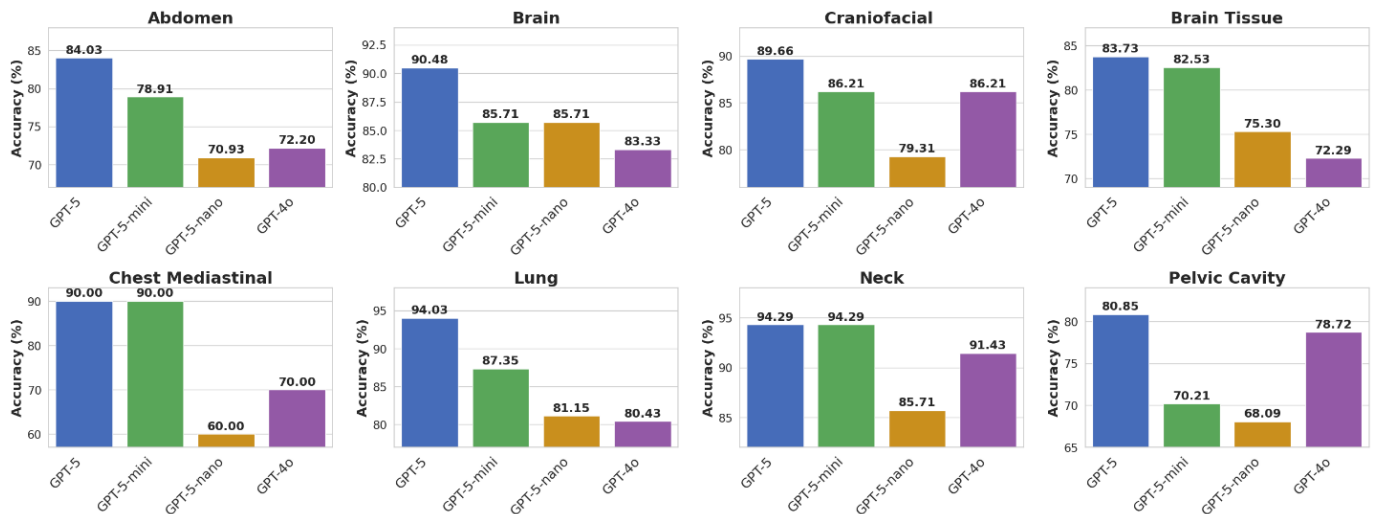 Abdomen
Accuracy (%)
85
80
75
70
84.03
78.91
70.93
72.20
GPT-5
GPT-5-mini
GPT-5-nano
GPT-4o
Brain
Accuracy (%)
92.5
90.0
87.5
85.0
82.5
80.0
90.48
85.71
85.71
83.33
GPT-5
GPT-5-mini
GPT-5-nano
GPT-4o
Craniofacial
Accuracy (%)
90
85
80
89.66
86.21
79.31
86.21
GPT-5
GPT-5-mini
GPT-5-nano
GPT-4o
Brain Tissue
Accuracy (%)
85
80
75
70
83.73
82.53
75.30
72.29
GPT-5
GPT-5-mini
GPT-5-nano
GPT-4o
Chest Mediastinal
Accuracy (%)
90
80
70
60
90.00
90.00
60.00
70.00
GPT-5
GPT-5-mini
GPT-5-nano
GPT-4o
Lung
Accuracy (%)
95
90
85
80
94.03
87.35
81.15
80.43
GPT-5
GPT-5-mini
GPT-5-nano
GPT-4o
Neck
Accuracy (%)
95
90
85
94.29
94.29
85.71
91.43
GPT-5
GPT-5-mini
GPT-5-nano
GPT-4o
Pelvic Cavity
Accuracy (%)
80
75
70
65
80.85
70.21
68.09
78.72
GPT-5
GPT-5-mini
GPT-5-nano
GPT-4o